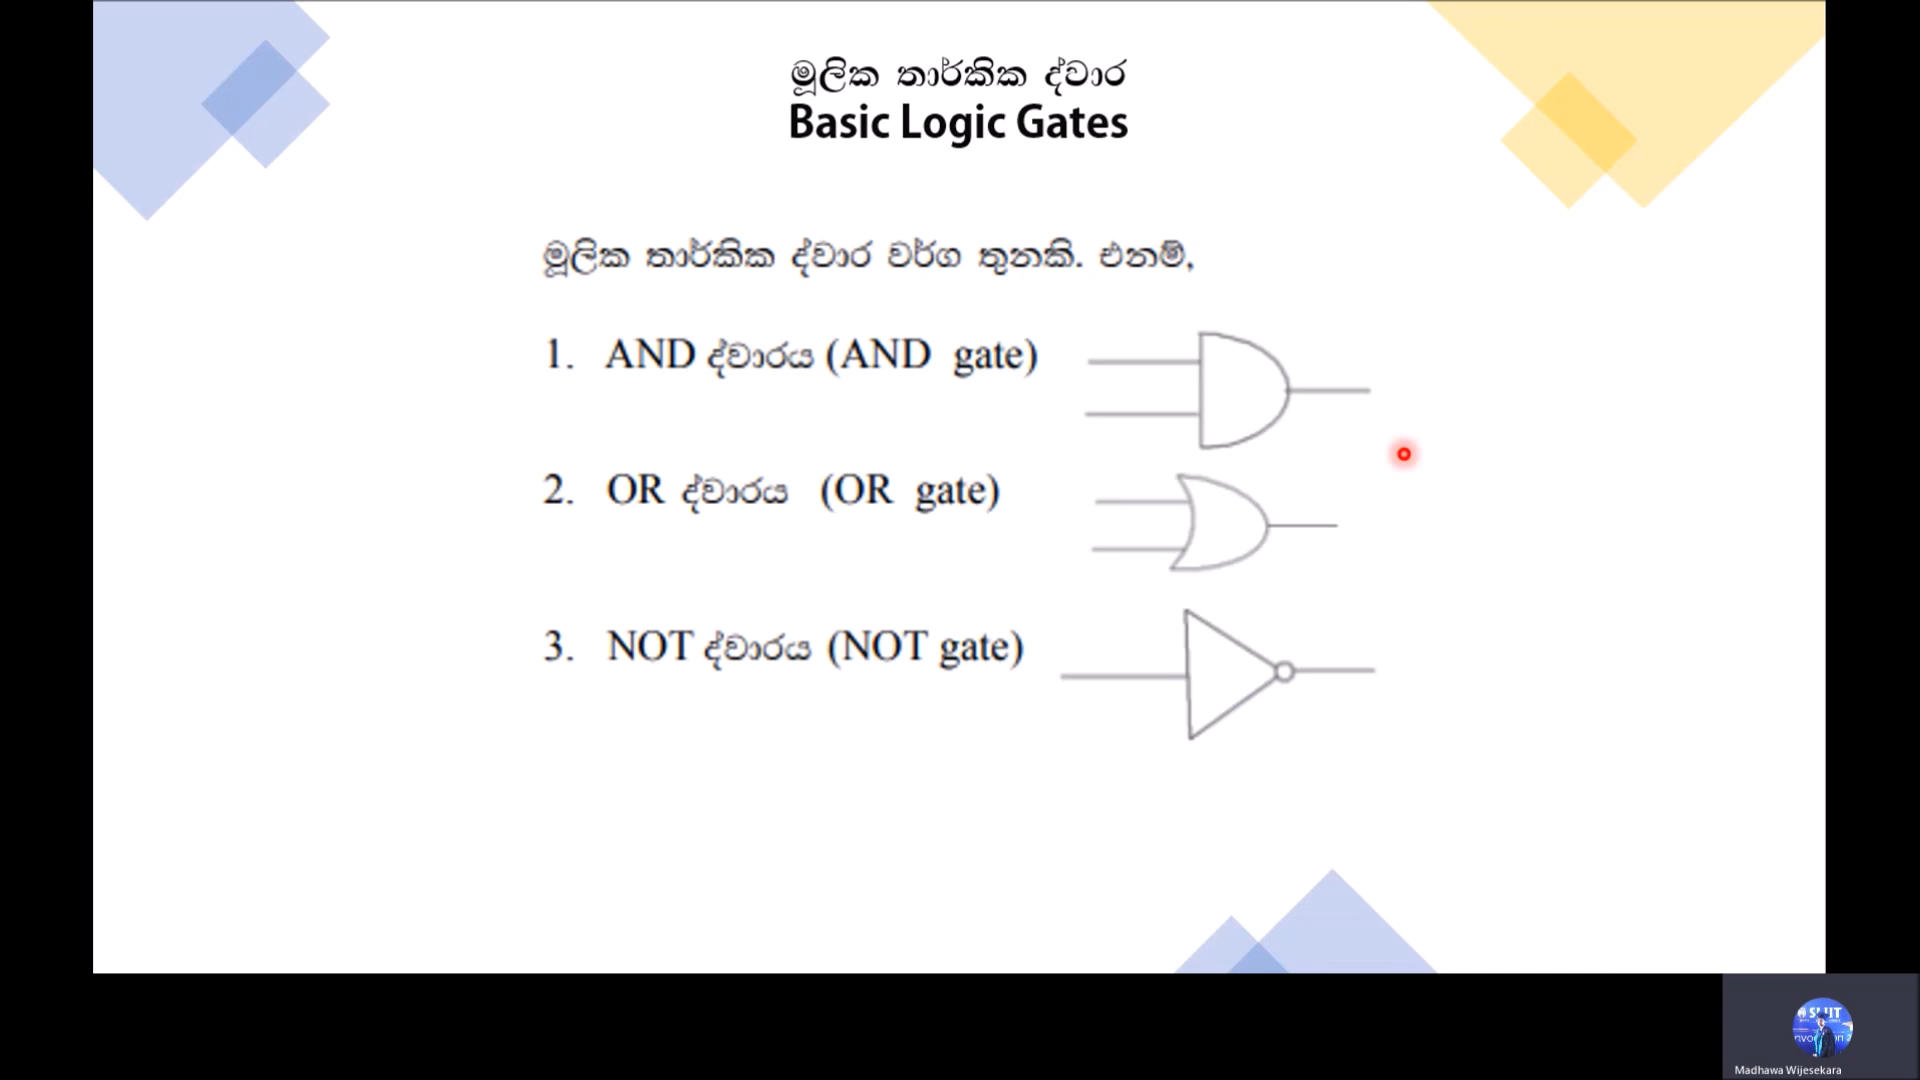 මූලික තාර්කික ද්වාර
Basic Logic Gates
මූලික තාර්කික ද්වාර වර්ග තුනකි. එනම්,
1. AND ද්වාරය (AND gate)
2. OR ද්වාරය (OR gate)
3. NOT ද්වාරය (NOT gate)
SLIIT
Madhawa Wijesekara